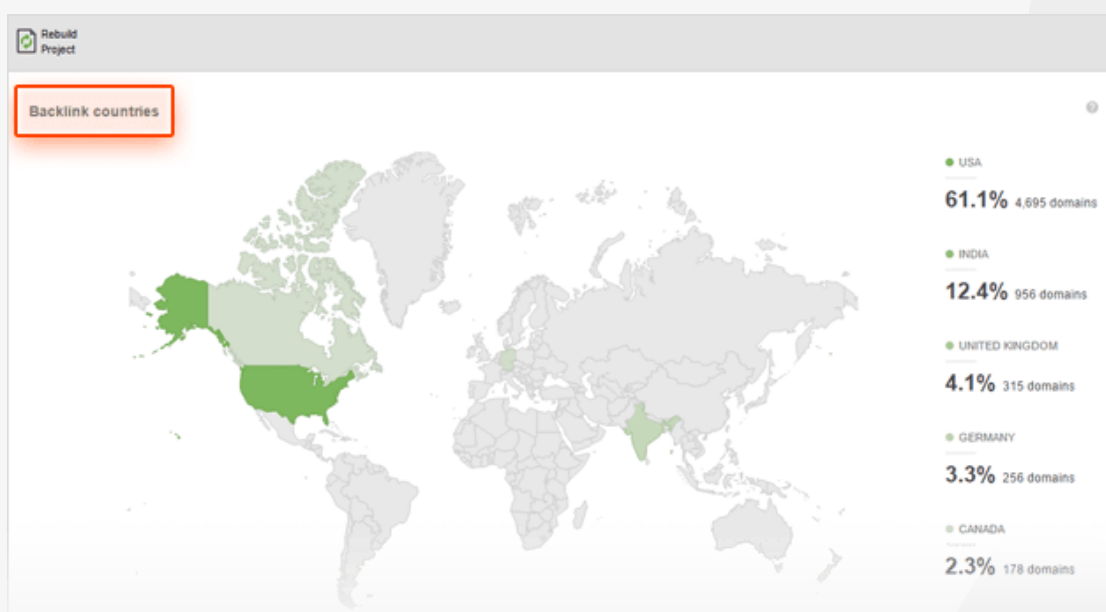 Rebuild
Project
Backlink countries
?
USA
61.1% 4,695 domains
INDIA
12.4% 956 domains
UNITED KINGDOM
4.1% 315 domains
GERMANY
3.3% 256 domains
CANADA
2.3% 178 domains